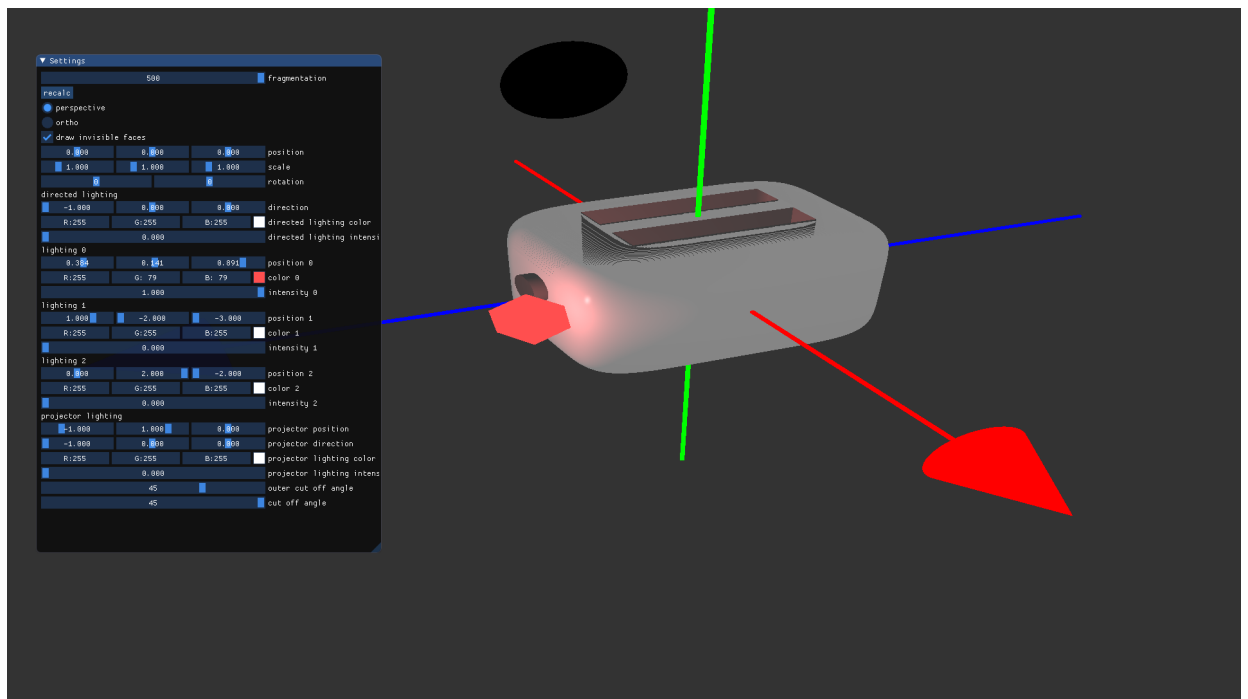 Settings
500 fragmentation
recalc
perspective
ortho
draw invisible faces
0.000 0.000 0.000 position
1.000 1.000 1.000 scale
0 0 rotation
directed lighting
-1.000 0.000 0.000 direction
R:255 G:255 B:255 directed lighting color
0.000 directed lighting intensi
lighting 0
0.384 0.141 0.891 position 0
R:255 G: 79 B: 79 color 0
1.000 intensity 0
lighting 1
1.000 -2.000 -3.000 position 1
R:255 G:255 B:255 color 1
0.000 intensity 1
lighting 2
0.000 2.000 -2.000 position 2
R:255 G:255 B:255 color 2
0.000 intensity 2
projector lighting
-1.000 1.000 0.000 projector position
-1.000 0.000 0.000 projector direction
R:255 G:255 B:255 projector lighting color
0.000 projector lighting intens
45 outer cut off angle
45 cut off angle